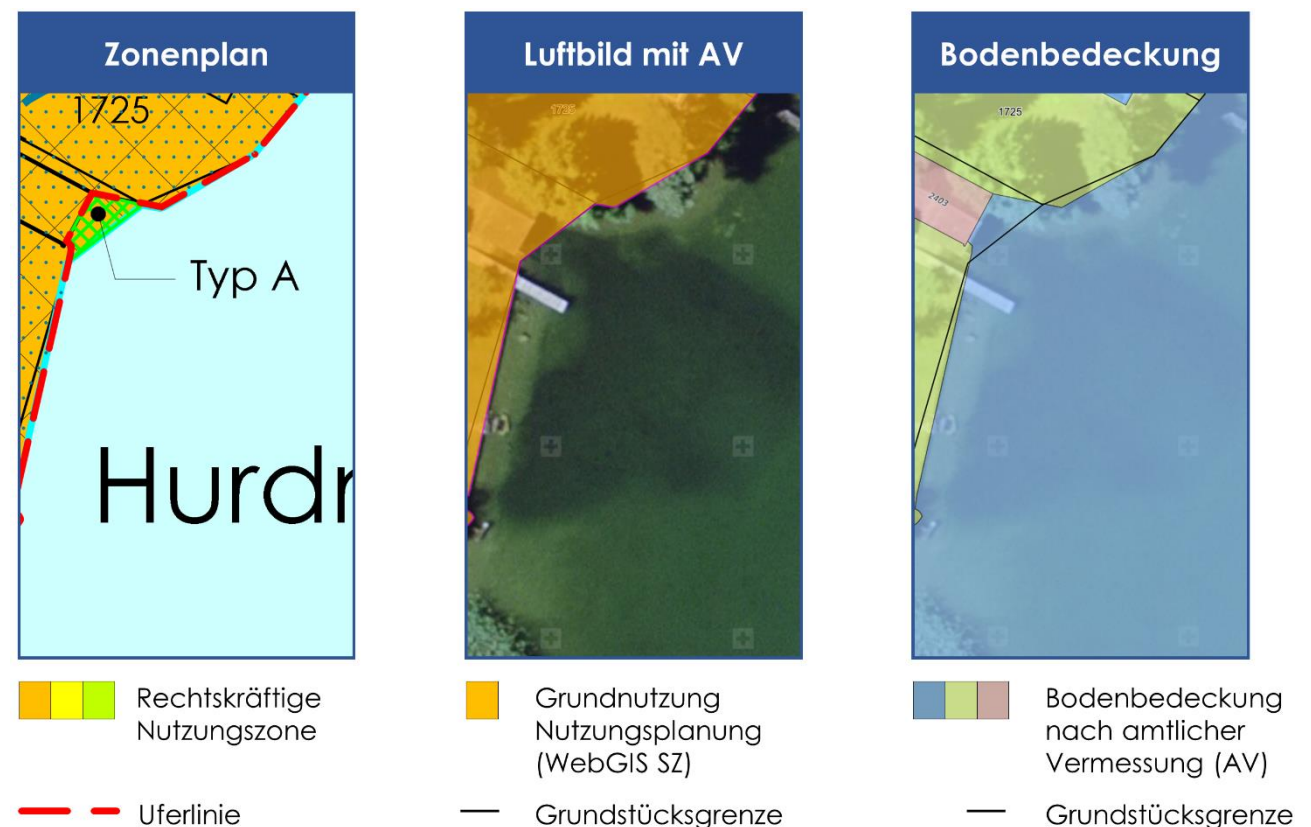 Zonenplan
1725
Typ A
Hurdn
Rechtskräftige
Nutzungszone
Uferlinie
Luftbild mit AV
1725
Grundnutzung
Nutzungsplanung
(WebGIS SZ)
Grundstücksgrenze
Bodenbedeckung
1725
2403
Bodenbedeckung
nach amtlicher
Vermessung (AV)
Grundstücksgrenze